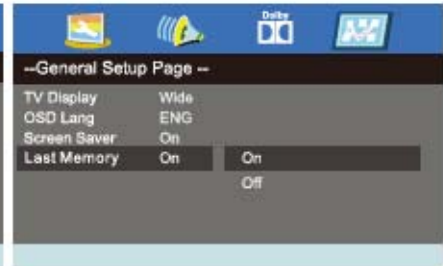 Dolby
--General Setup Page --
TV Display Wide
OSD Lang ENG
Screen Saver On
Last Memory On On
Off